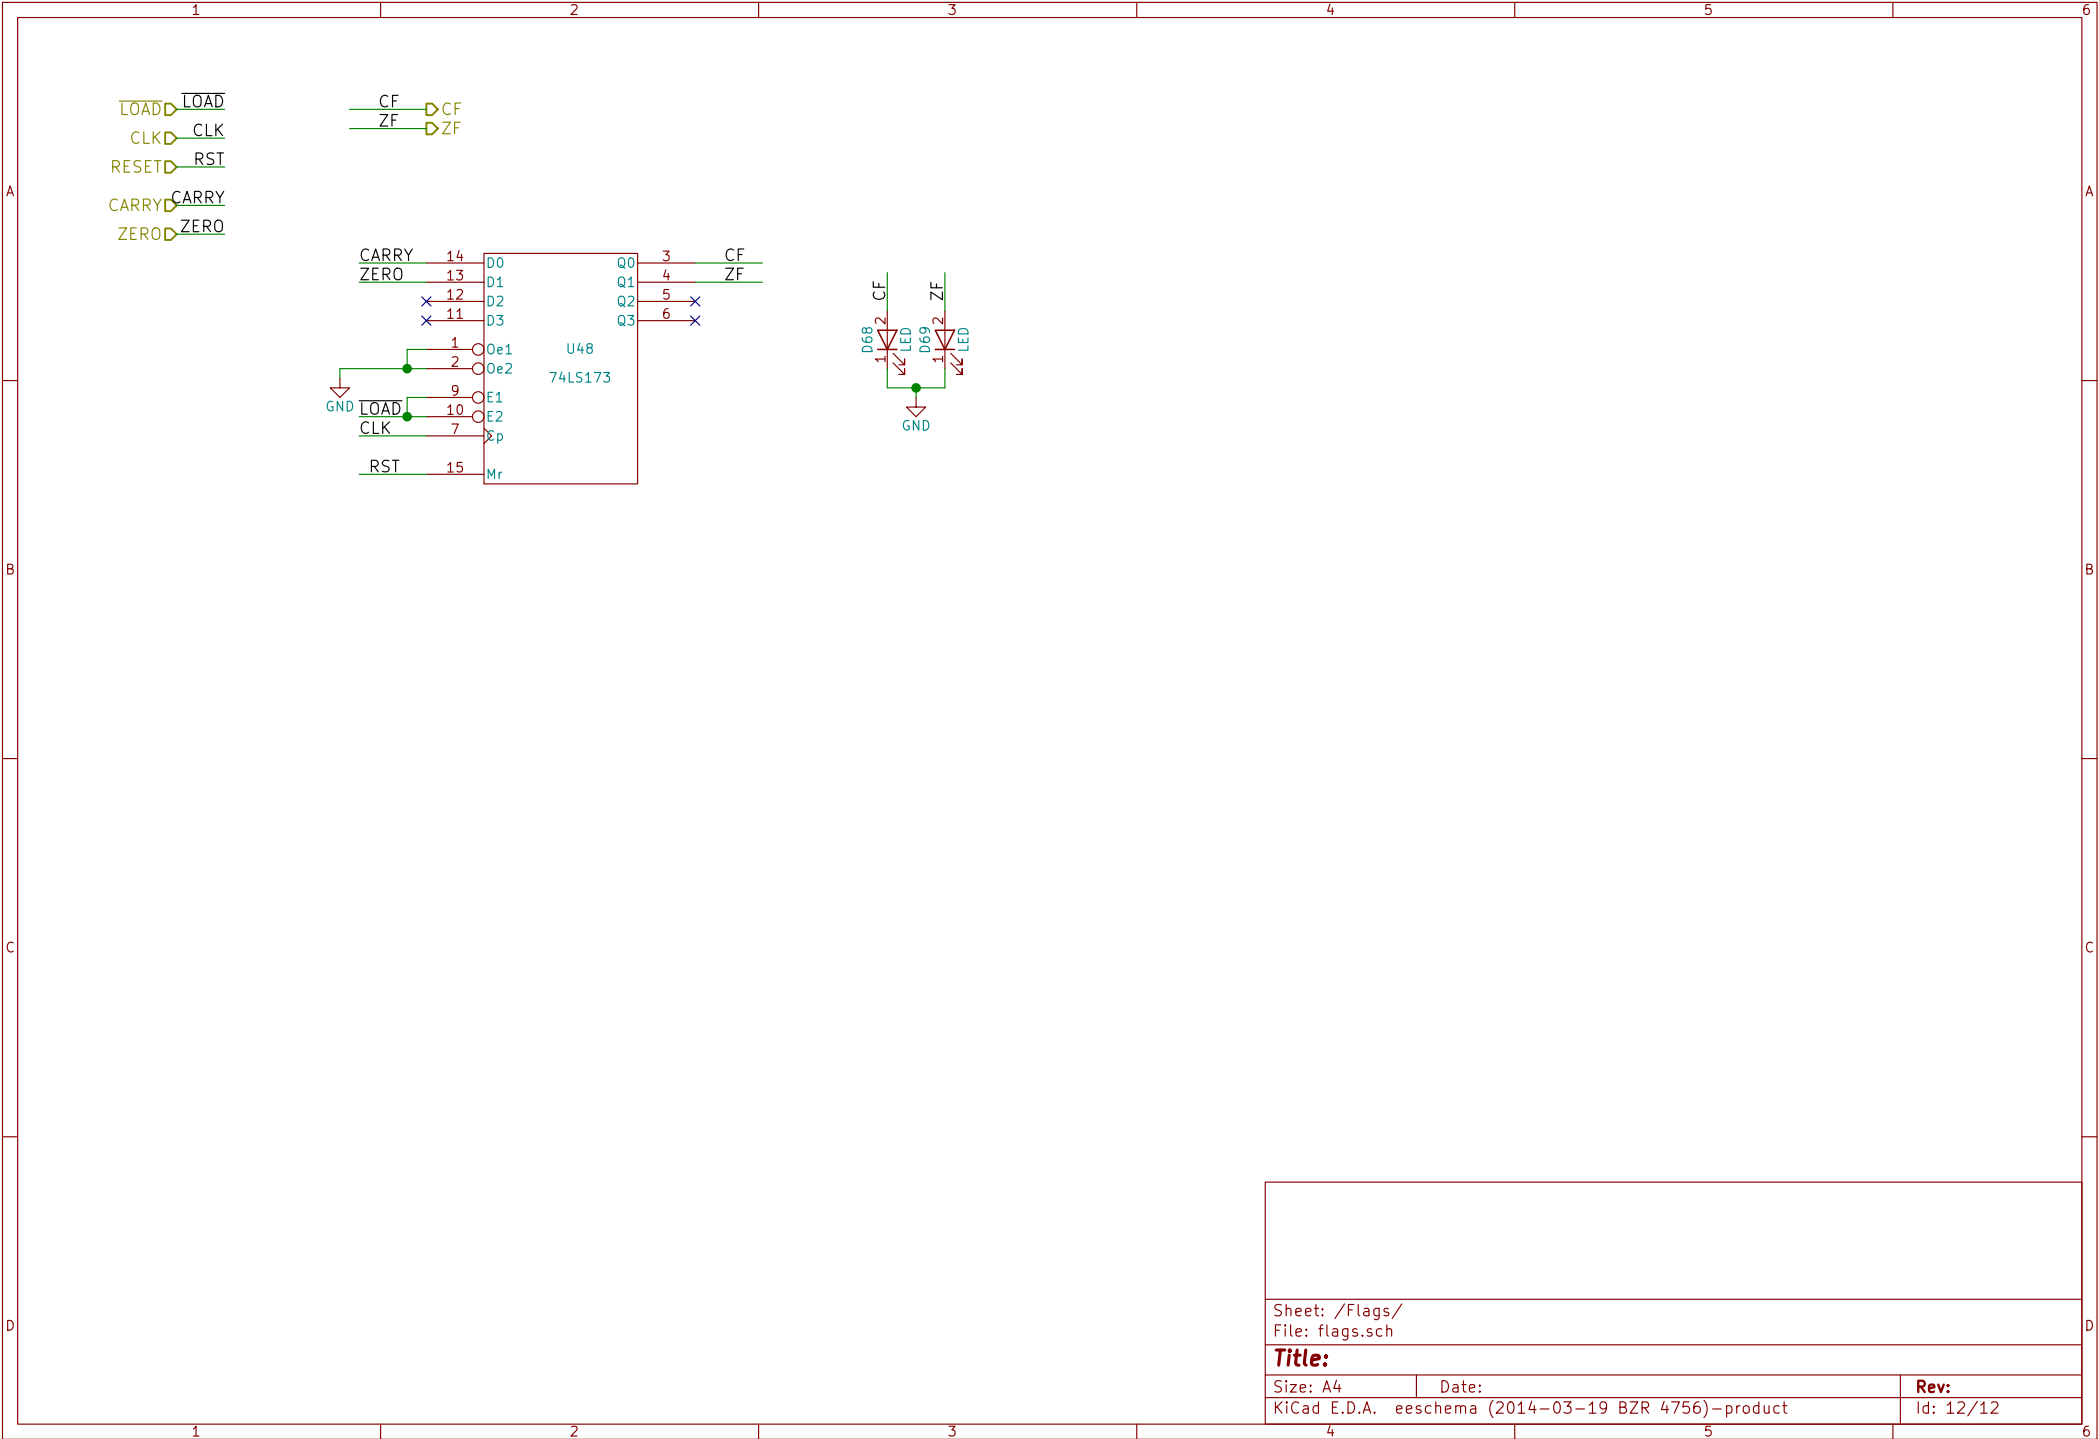 1 2 3 4 5 6
LOAD LOAD
CLK CLK
RESET RST
CARRY CARRY
ZERO ZERO
CF CF
ZF ZF
A A
CARRY 14 D0 Q0 3 CF
ZERO 13 D1 Q1 4 ZF
12 D2 Q2 5
11 D3 Q3 6
1 Oe1
2 Oe2
U48
74LS173
GND
9 E1
LOAD 10 E2
CLK 7 Cp
RST 15 Mr
CF ZF
2 2
D68 LED D69 LED
1 1
GND
B B
C C
D D
Sheet: /Flags/
File: flags.sch
Title:
Size: A4 Date: Rev:
KiCad E.D.A. eeschema (2014-03-19 BZR 4756)-product Id: 12/12
1 2 3 4 5 6